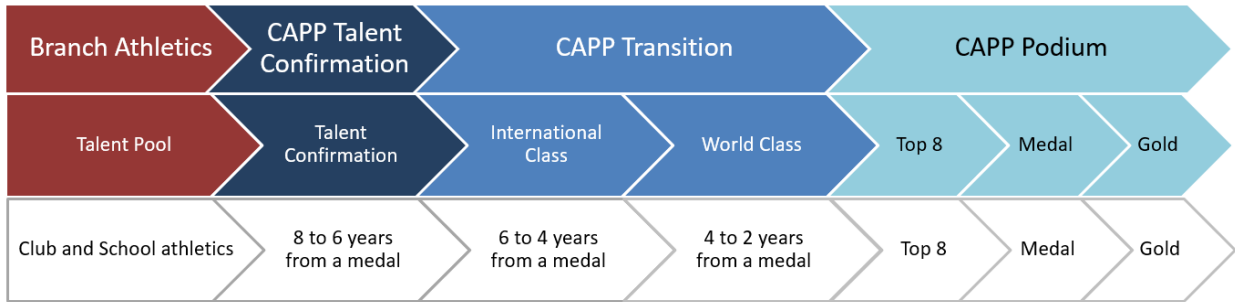 Branch Athletics
CAPP Talent
Confirmation
CAPP Transition
CAPP Podium
Talent Pool
Talent
Confirmation
International
Class
World Class
Top 8
Medal
Gold
Club and School athletics
8 to 6 years
from a medal
6 to 4 years
from a medal
4 to 2 years
from a medal
Top 8
Medal
Gold